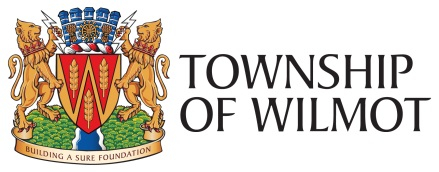 TOWNSHIP
OF WILMOT
BUILDING A SURE FOUNDATION